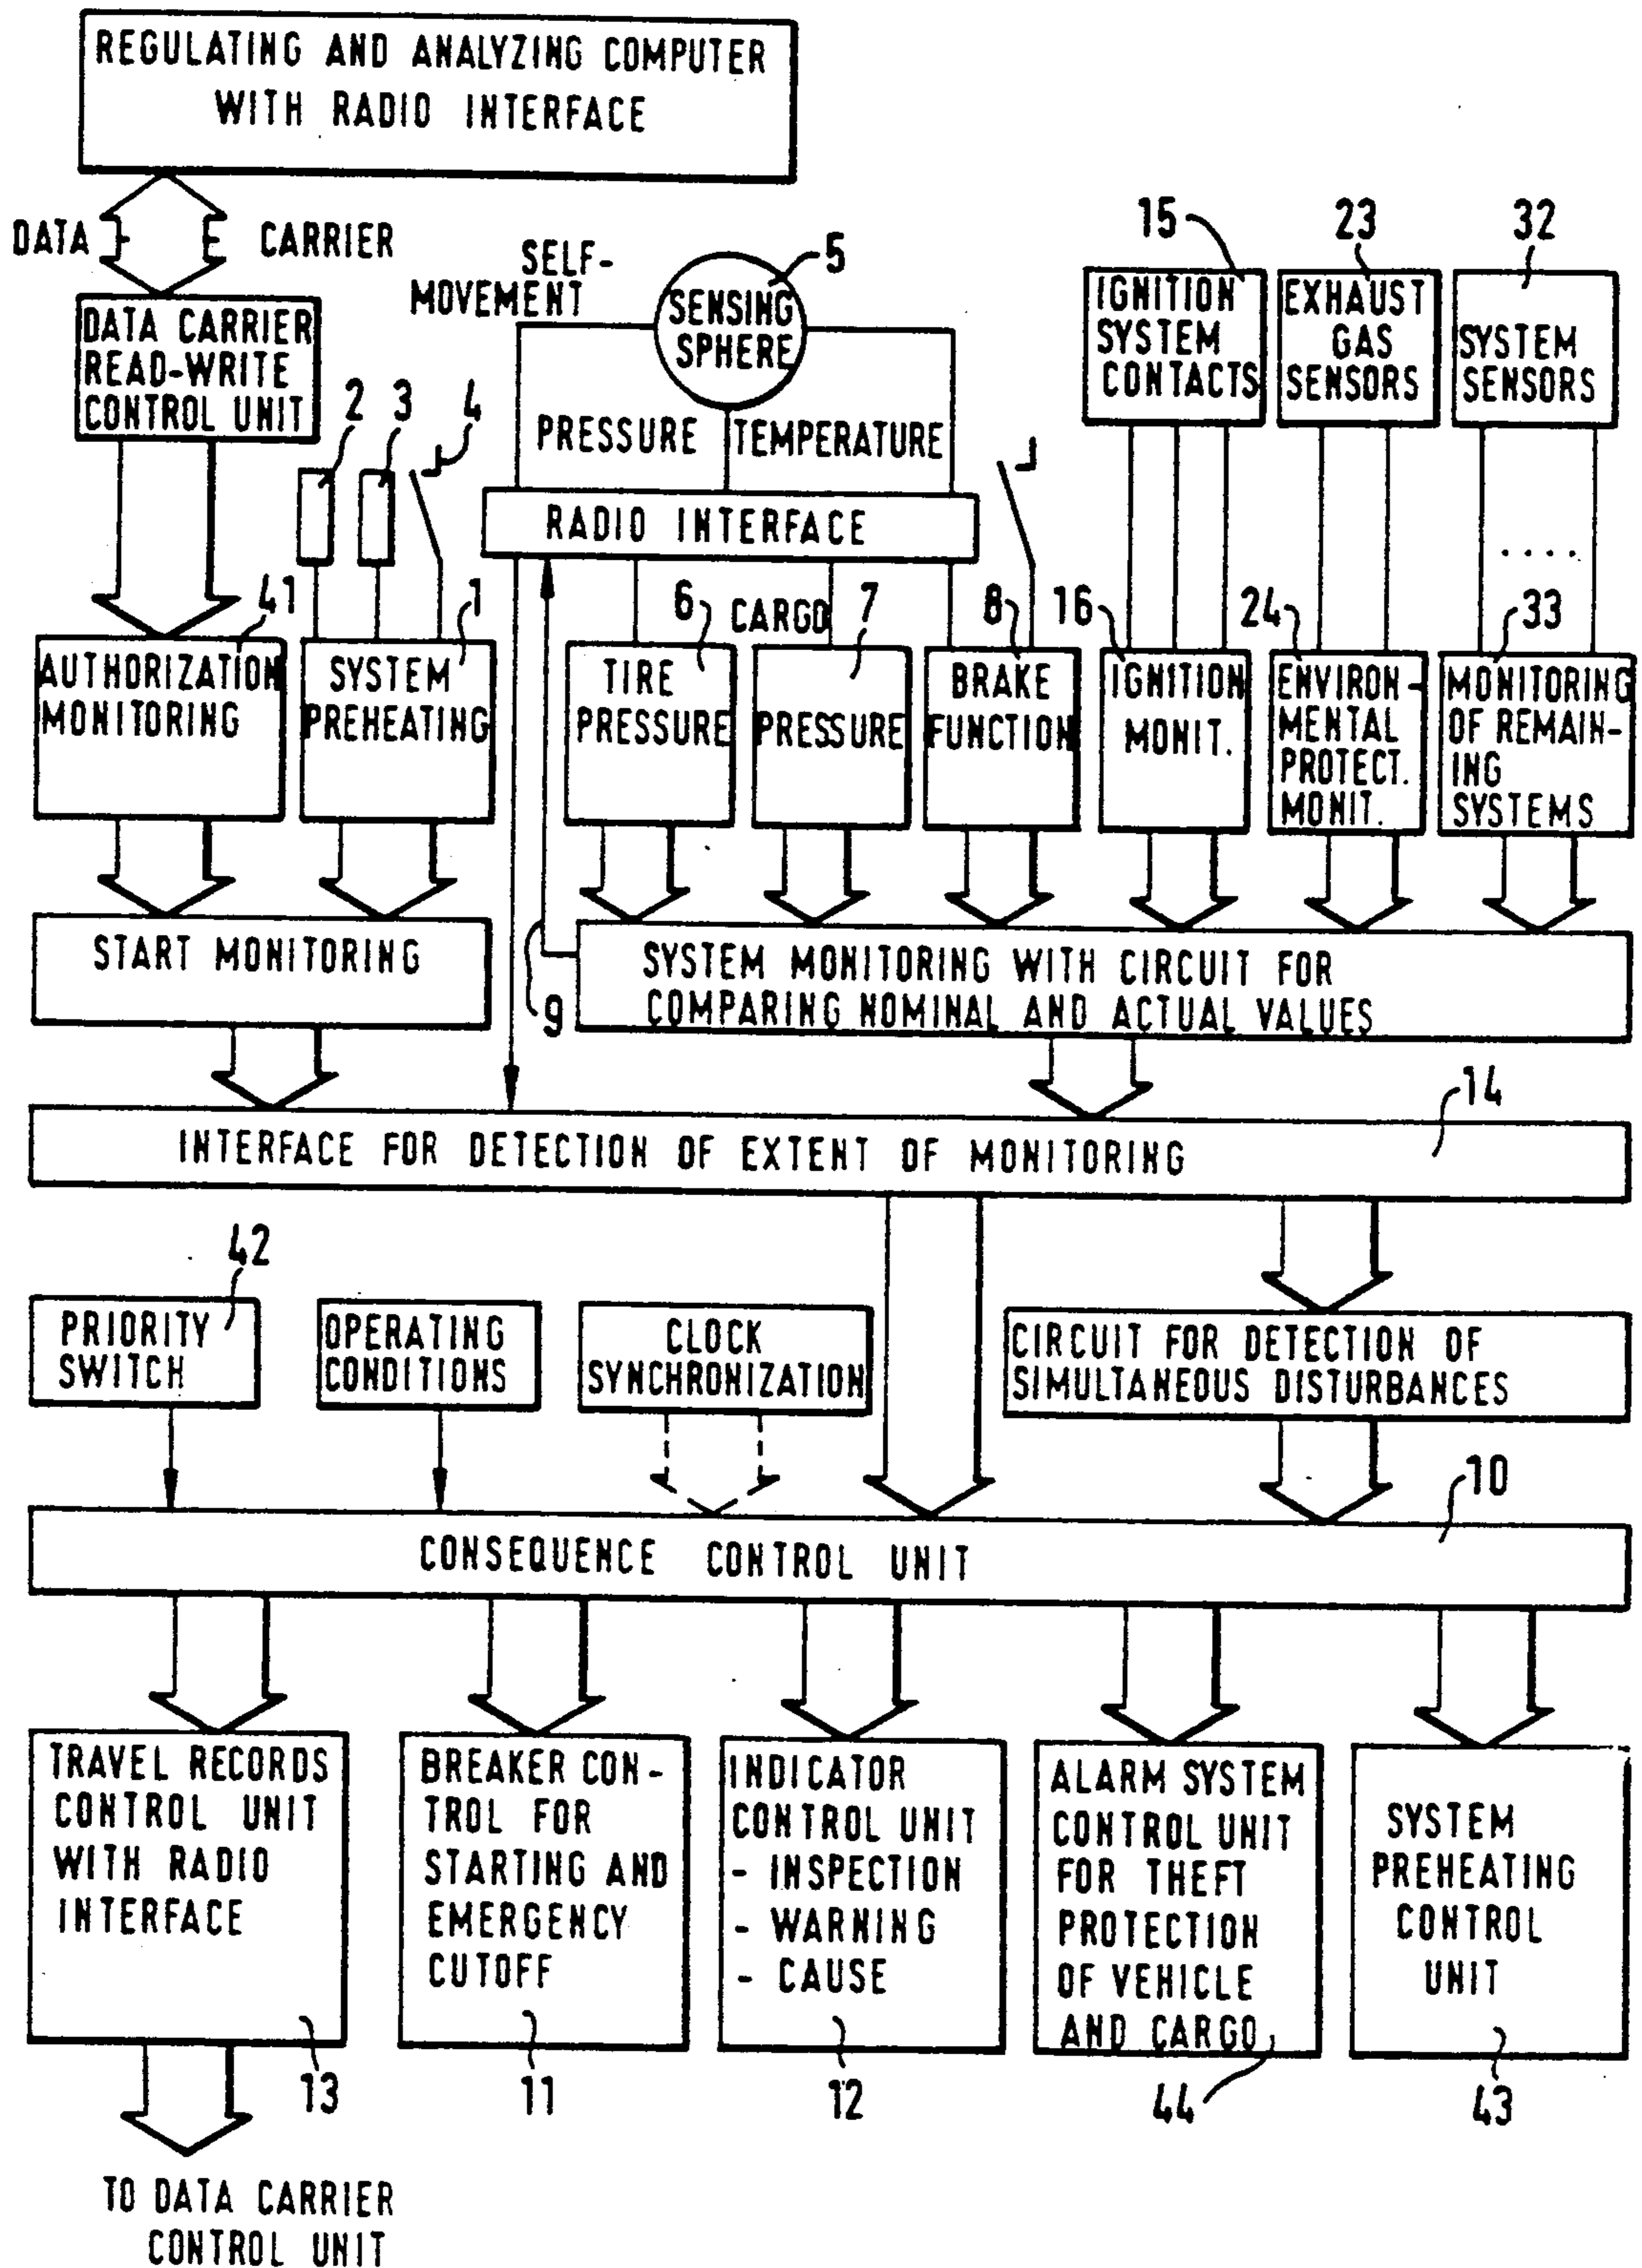 REGULATING AND ANALYZING COMPUTER
WITH RADIO INTERFACE
DATA CARRIER
DATA CARRIER
READ-WRITE
CONTROL UNIT
2
3
4
SELF-
MOVEMENT
5
SENSING
SPHERE
PRESSURE
TEMPERATURE
RADIO INTERFACE
15
IGNITION
SYSTEM
CONTACTS
23
EXHAUST
GAS
SENSORS
32
SYSTEM
SENSORS
....
41
AUTHORIZATION
MONITORING
1
SYSTEM
PREHEATING
6
TIRE
PRESSURE
CARGO
7
PRESSURE
8
BRAKE
FUNCTION
16
IGNITION
MONIT.
24
ENVIRON-
MENTAL
PROTECT.
MONIT.
33
MONITORING
OF REMAIN-
ING
SYSTEMS
START MONITORING
9
SYSTEM MONITORING WITH CIRCUIT FOR
COMPARING NOMINAL AND ACTUAL VALUES
14
INTERFACE FOR DETECTION OF EXTENT OF MONITORING
42
PRIORITY
SWITCH
OPERATING
CONDITIONS
CLOCK
SYNCHRONIZATION
CIRCUIT FOR DETECTION OF
SIMULTANEOUS DISTURBANCES
10
CONSEQUENCE CONTROL UNIT
TRAVEL RECORDS
CONTROL UNIT
WITH RADIO
INTERFACE
13
BREAKER CON-
TROL FOR
STARTING AND
EMERGENCY
CUTOFF
11
INDICATOR
CONTROL UNIT
- INSPECTION
- WARNING
- CAUSE
12
ALARM SYSTEM
CONTROL UNIT
FOR THEFT
PROTECTION
OF VEHICLE
AND CARGO
44
SYSTEM
PREHEATING
CONTROL
UNIT
43
TO DATA CARRIER
CONTROL UNIT